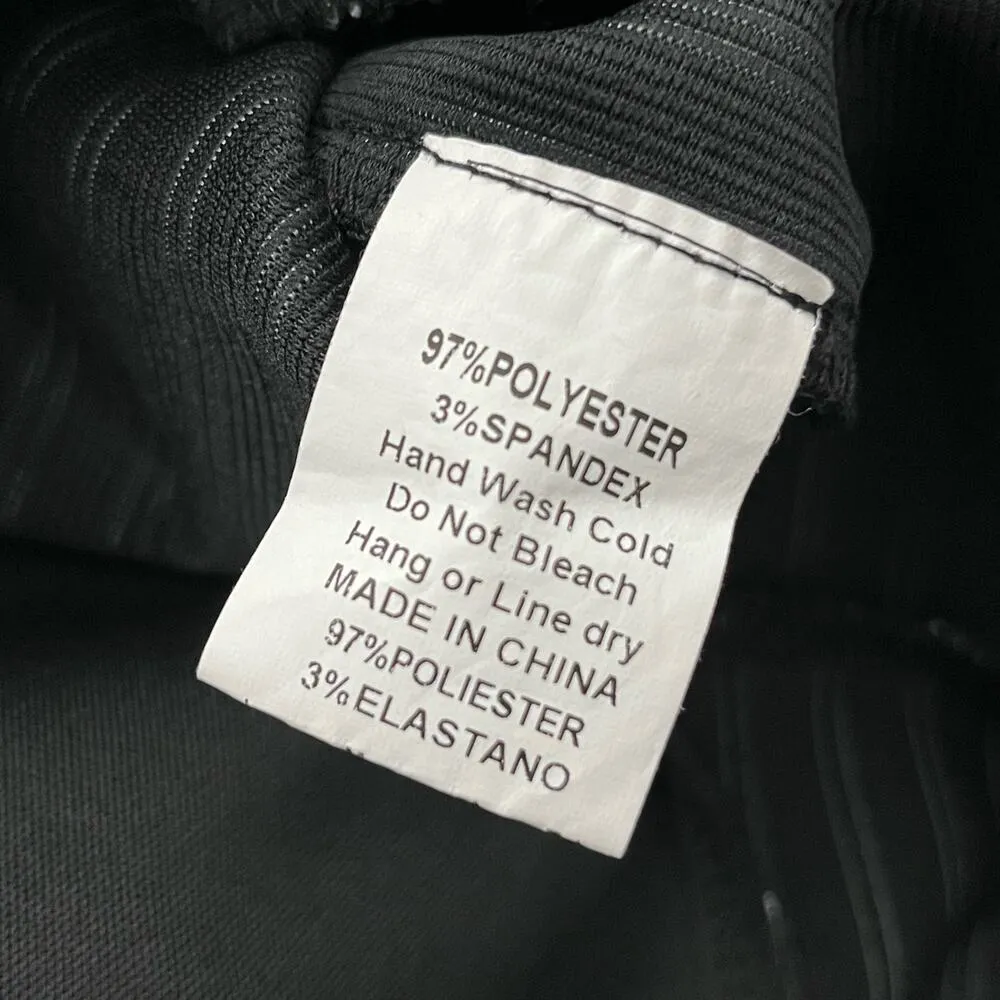 97%POLYESTER
3%SPANDEX
Hand Wash Cold
Do Not Bleach
Hang or Line dry
MADE IN CHINA
97%POLIESTER
3%ELASTANO